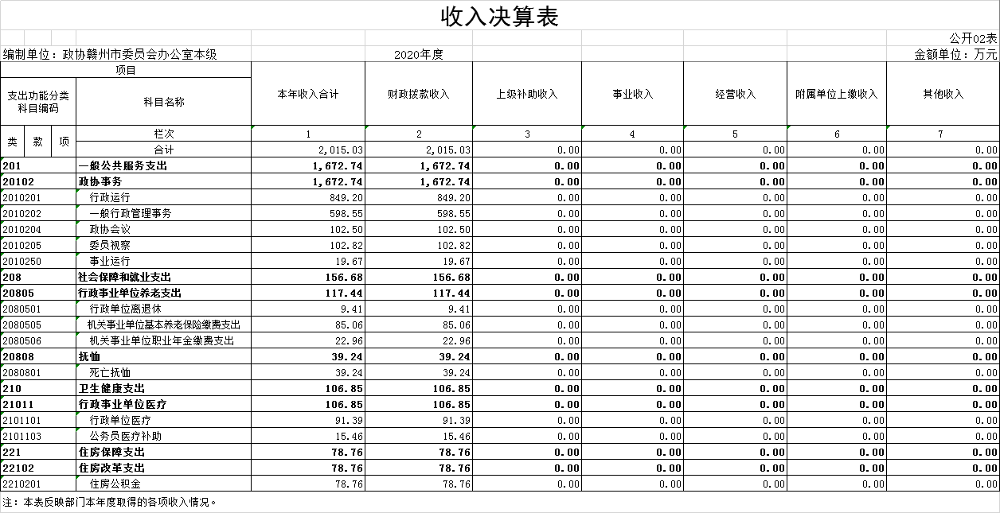 收入决算表
公开02表
编制单位：政协赣州市委员会办公室本级 2020年度 金额单位：万元
项目 本年收入合计 财政拨款收入 上级补助收入 事业收入 经营收入 附属单位上缴收入 其他收入
支出功能分类科目编码 科目名称
类 款 项 栏次 1 2 3 4 5 6 7
合计 2,015.03 2,015.03 0.00 0.00 0.00 0.00 0.00
201 一般公共服务支出 1,672.74 1,672.74 0.00 0.00 0.00 0.00 0.00
20102 政协事务 1,672.74 1,672.74 0.00 0.00 0.00 0.00 0.00
2010201 行政运行 849.20 849.20 0.00 0.00 0.00 0.00 0.00
2010202 一般行政管理事务 598.55 598.55 0.00 0.00 0.00 0.00 0.00
2010204 政协会议 102.50 102.50 0.00 0.00 0.00 0.00 0.00
2010205 委员视察 102.82 102.82 0.00 0.00 0.00 0.00 0.00
2010250 事业运行 19.67 19.67 0.00 0.00 0.00 0.00 0.00
208 社会保障和就业支出 156.68 156.68 0.00 0.00 0.00 0.00 0.00
20805 行政事业单位养老支出 117.44 117.44 0.00 0.00 0.00 0.00 0.00
2080501 行政单位离退休 9.41 9.41 0.00 0.00 0.00 0.00 0.00
2080505 机关事业单位基本养老保险缴费支出 85.06 85.06 0.00 0.00 0.00 0.00 0.00
2080506 机关事业单位职业年金缴费支出 22.96 22.96 0.00 0.00 0.00 0.00 0.00
20808 抚恤 39.24 39.24 0.00 0.00 0.00 0.00 0.00
2080801 死亡抚恤 39.24 39.24 0.00 0.00 0.00 0.00 0.00
210 卫生健康支出 106.85 106.85 0.00 0.00 0.00 0.00 0.00
21011 行政事业单位医疗 106.85 106.85 0.00 0.00 0.00 0.00 0.00
2101101 行政单位医疗 91.39 91.39 0.00 0.00 0.00 0.00 0.00
2101103 公务员医疗补助 15.46 15.46 0.00 0.00 0.00 0.00 0.00
221 住房保障支出 78.76 78.76 0.00 0.00 0.00 0.00 0.00
22102 住房改革支出 78.76 78.76 0.00 0.00 0.00 0.00 0.00
2210201 住房公积金 78.76 78.76 0.00 0.00 0.00 0.00 0.00
注：本表反映部门本年度取得的各项收入情况。